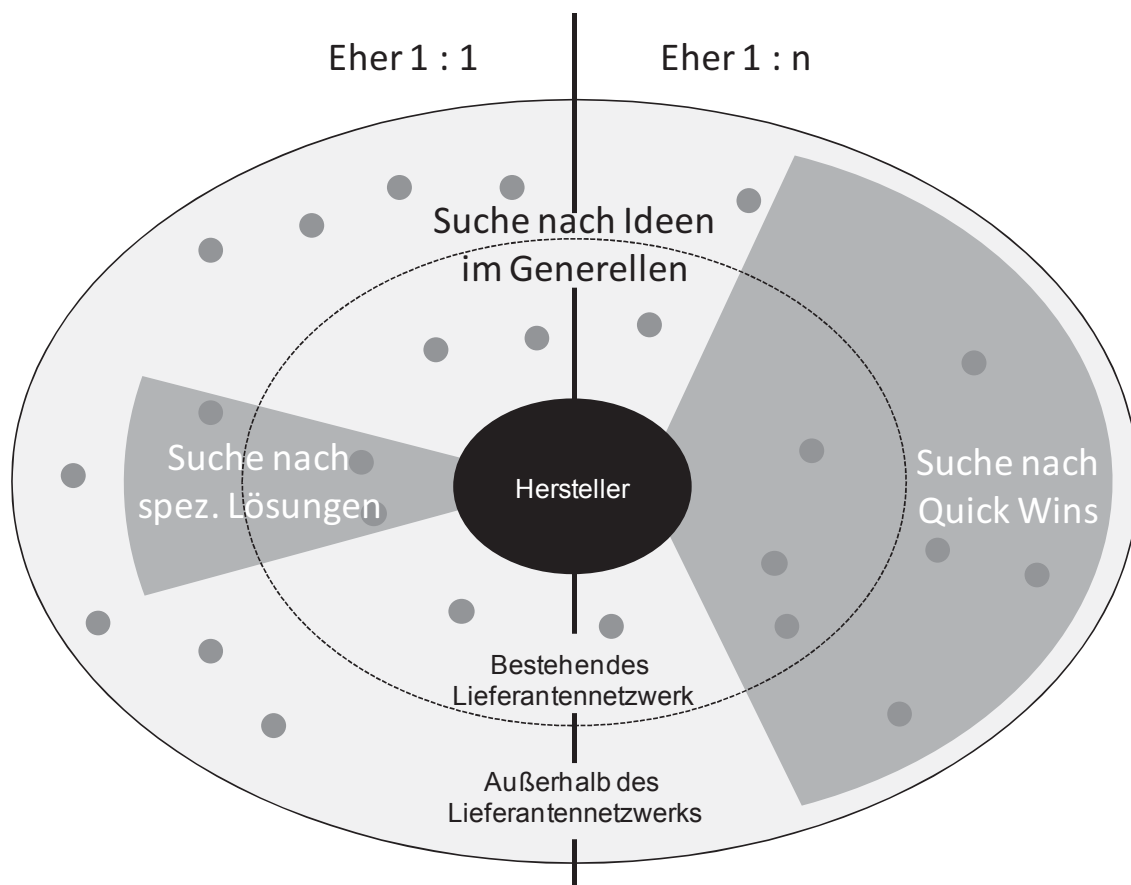 Eher 1 : 1
Eher 1 : n
Suche nach Ideen
im Generellen
Suche nach
spez. Lösungen
Hersteller
Suche nach
Quick Wins
Bestehendes
Lieferantennetzwerk
Außerhalb des
Lieferantennetzwerks